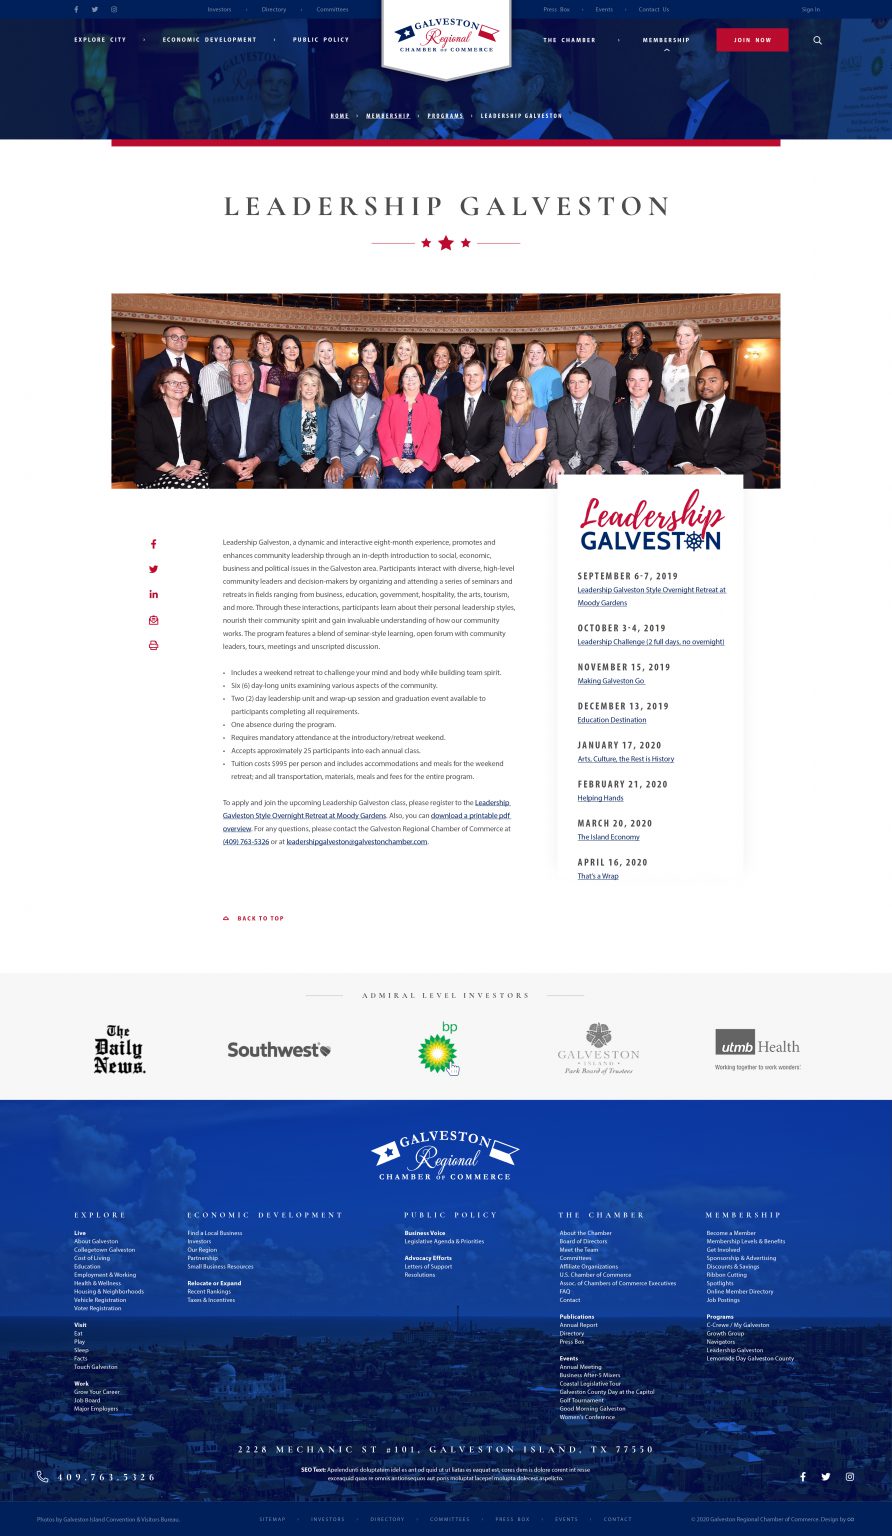 Investors
Directory
Committees
Press Box
Events
Contact Us
Sign In
EXPLORE CITY
ECONOMIC DEVELOPMENT
PUBLIC POLICY
GALVESTON
Regional
CHAMBER OF COMMERCE
THE CHAMBER
MEMBERSHIP
JOIN NOW
HOME
MEMBERSHIP
PROGRAMS
LEADERSHIP GALVESTON
LEADERSHIP GALVESTON
Leadership Galveston, a dynamic and interactive eight-month experience, promotes and
enhances community leadership through an in-depth introduction to social, economic,
business and political issues in the Galveston area. Participants interact with diverse, high-level
community leaders and decision-makers by organizing and attending a series of seminars and
retreats in fields ranging from business, education, government, hospitality, the arts, tourism,
and more. Through these interactions, participants learn about their personal leadership styles,
nourish their community spirit and gain invaluable understanding of how our community
works. The program features a blend of seminar-style learning, open forum with community
leaders, tours, meetings and unscripted discussion.
• Includes a weekend retreat to challenge your mind and body while building team spirit.
• Six (6) day-long units examining various aspects of the community.
• Two (2) day leadership unit and wrap-up session and graduation event available to
participants completing all requirements.
• One absence during the program.
• Requires mandatory attendance at the introductory/retreat weekend.
• Accepts approximately 25 participants into each annual class.
• Tuition costs $995 per person and includes accommodations and meals for the weekend
retreat; and all transportation, materials, meals and fees for the entire program.
To apply and join the upcoming Leadership Galveston class, please register to the Leadership
Gavleston Style Overnight Retreat at Moody Gardens. Also, you can download a printable pdf
overview. For any questions, please contact the Galveston Regional Chamber of Commerce at
(409) 763-5326 or at leadershipgalveston@galvestonchamber.com.
BACK TO TOP
Leadership
GALVESTON
SEPTEMBER 6-7, 2019
Leadership Galveston Style Overnight Retreat at
Moody Gardens
OCTOBER 3-4, 2019
Leadership Challenge (2 full days, no overnight)
NOVEMBER 15, 2019
Making Galveston Go
DECEMBER 13, 2019
Education Destination
JANUARY 17, 2020
Arts, Culture, the Rest is History
FEBRUARY 21, 2020
Helping Hands
MARCH 20, 2020
The Island Economy
APRIL 16, 2020
That's a Wrap
ADMIRAL LEVEL INVESTORS
The
Daily
News.
Southwest
bp
GALVESTON
• ISLAND •
Park Board of Trustees
utmb Health
Working together to work wonders.
GALVESTON
Regional
CHAMBER OF COMMERCE
EXPLORE
Live
About Galveston
Collegetown Galveston
Cost of Living
Education
Employment & Working
Health & Wellness
Housing & Neighborhoods
Vehicle Registration
Voter Registration
Visit
Eat
Play
Sleep
Facts
Touch Galveston
Work
Grow Your Career
Job Board
Major Employers
ECONOMIC DEVELOPMENT
Find a Local Business
Investors
Our Region
Partnership
Small Business Resources
Relocate or Expand
Recent Rankings
Taxes & Incentives
PUBLIC POLICY
Business Voice
Legislative Agenda & Priorities
Advocacy Efforts
Letters of Support
Resolutions
THE CHAMBER
About the Chamber
Board of Directors
Meet the Team
Committees
Affiliate Organizations
U.S. Chamber of Commerce
Assoc. of Chambers of Commerce Executives
FAQ
Contact
Publications
Annual Report
Directory
Press Box
Events
Annual Meeting
Business After-5 Mixers
Coastal Legislative Tour
Galveston County Day at the Capitol
Golf Tournament
Good Morning Galveston
Women's Conference
MEMBERSHIP
Become a Member
Membership Levels & Benefits
Get Involved
Sponsorship & Advertising
Discounts & Savings
Ribbon Cutting
Spotlights
Online Member Directory
Job Postings
Programs
C-Crewe / My Galveston
Growth Group
Navigators
Leadership Galveston
Lemonade Day Galveston County
2228 MECHANIC ST #101, GALVESTON ISLAND, TX 77550
409.763.5326
SEO Text: Apelendunti doluptatem idel es ant od quid ut ut liatas es eaquat est, cores dem is dolore corent int resse
exceaquid quas re omnis antionsequos aut poris moluptat lacepel molupta dolecest asperlicto.
Photos by Galveston Island Convention & Visitors Bureau.
SITEMAP
INVESTORS
DIRECTORY
COMMITTEES
PRESS BOX
EVENTS
CONTACT
© 2020 Galveston Regional Chamber of Commerce. Design by